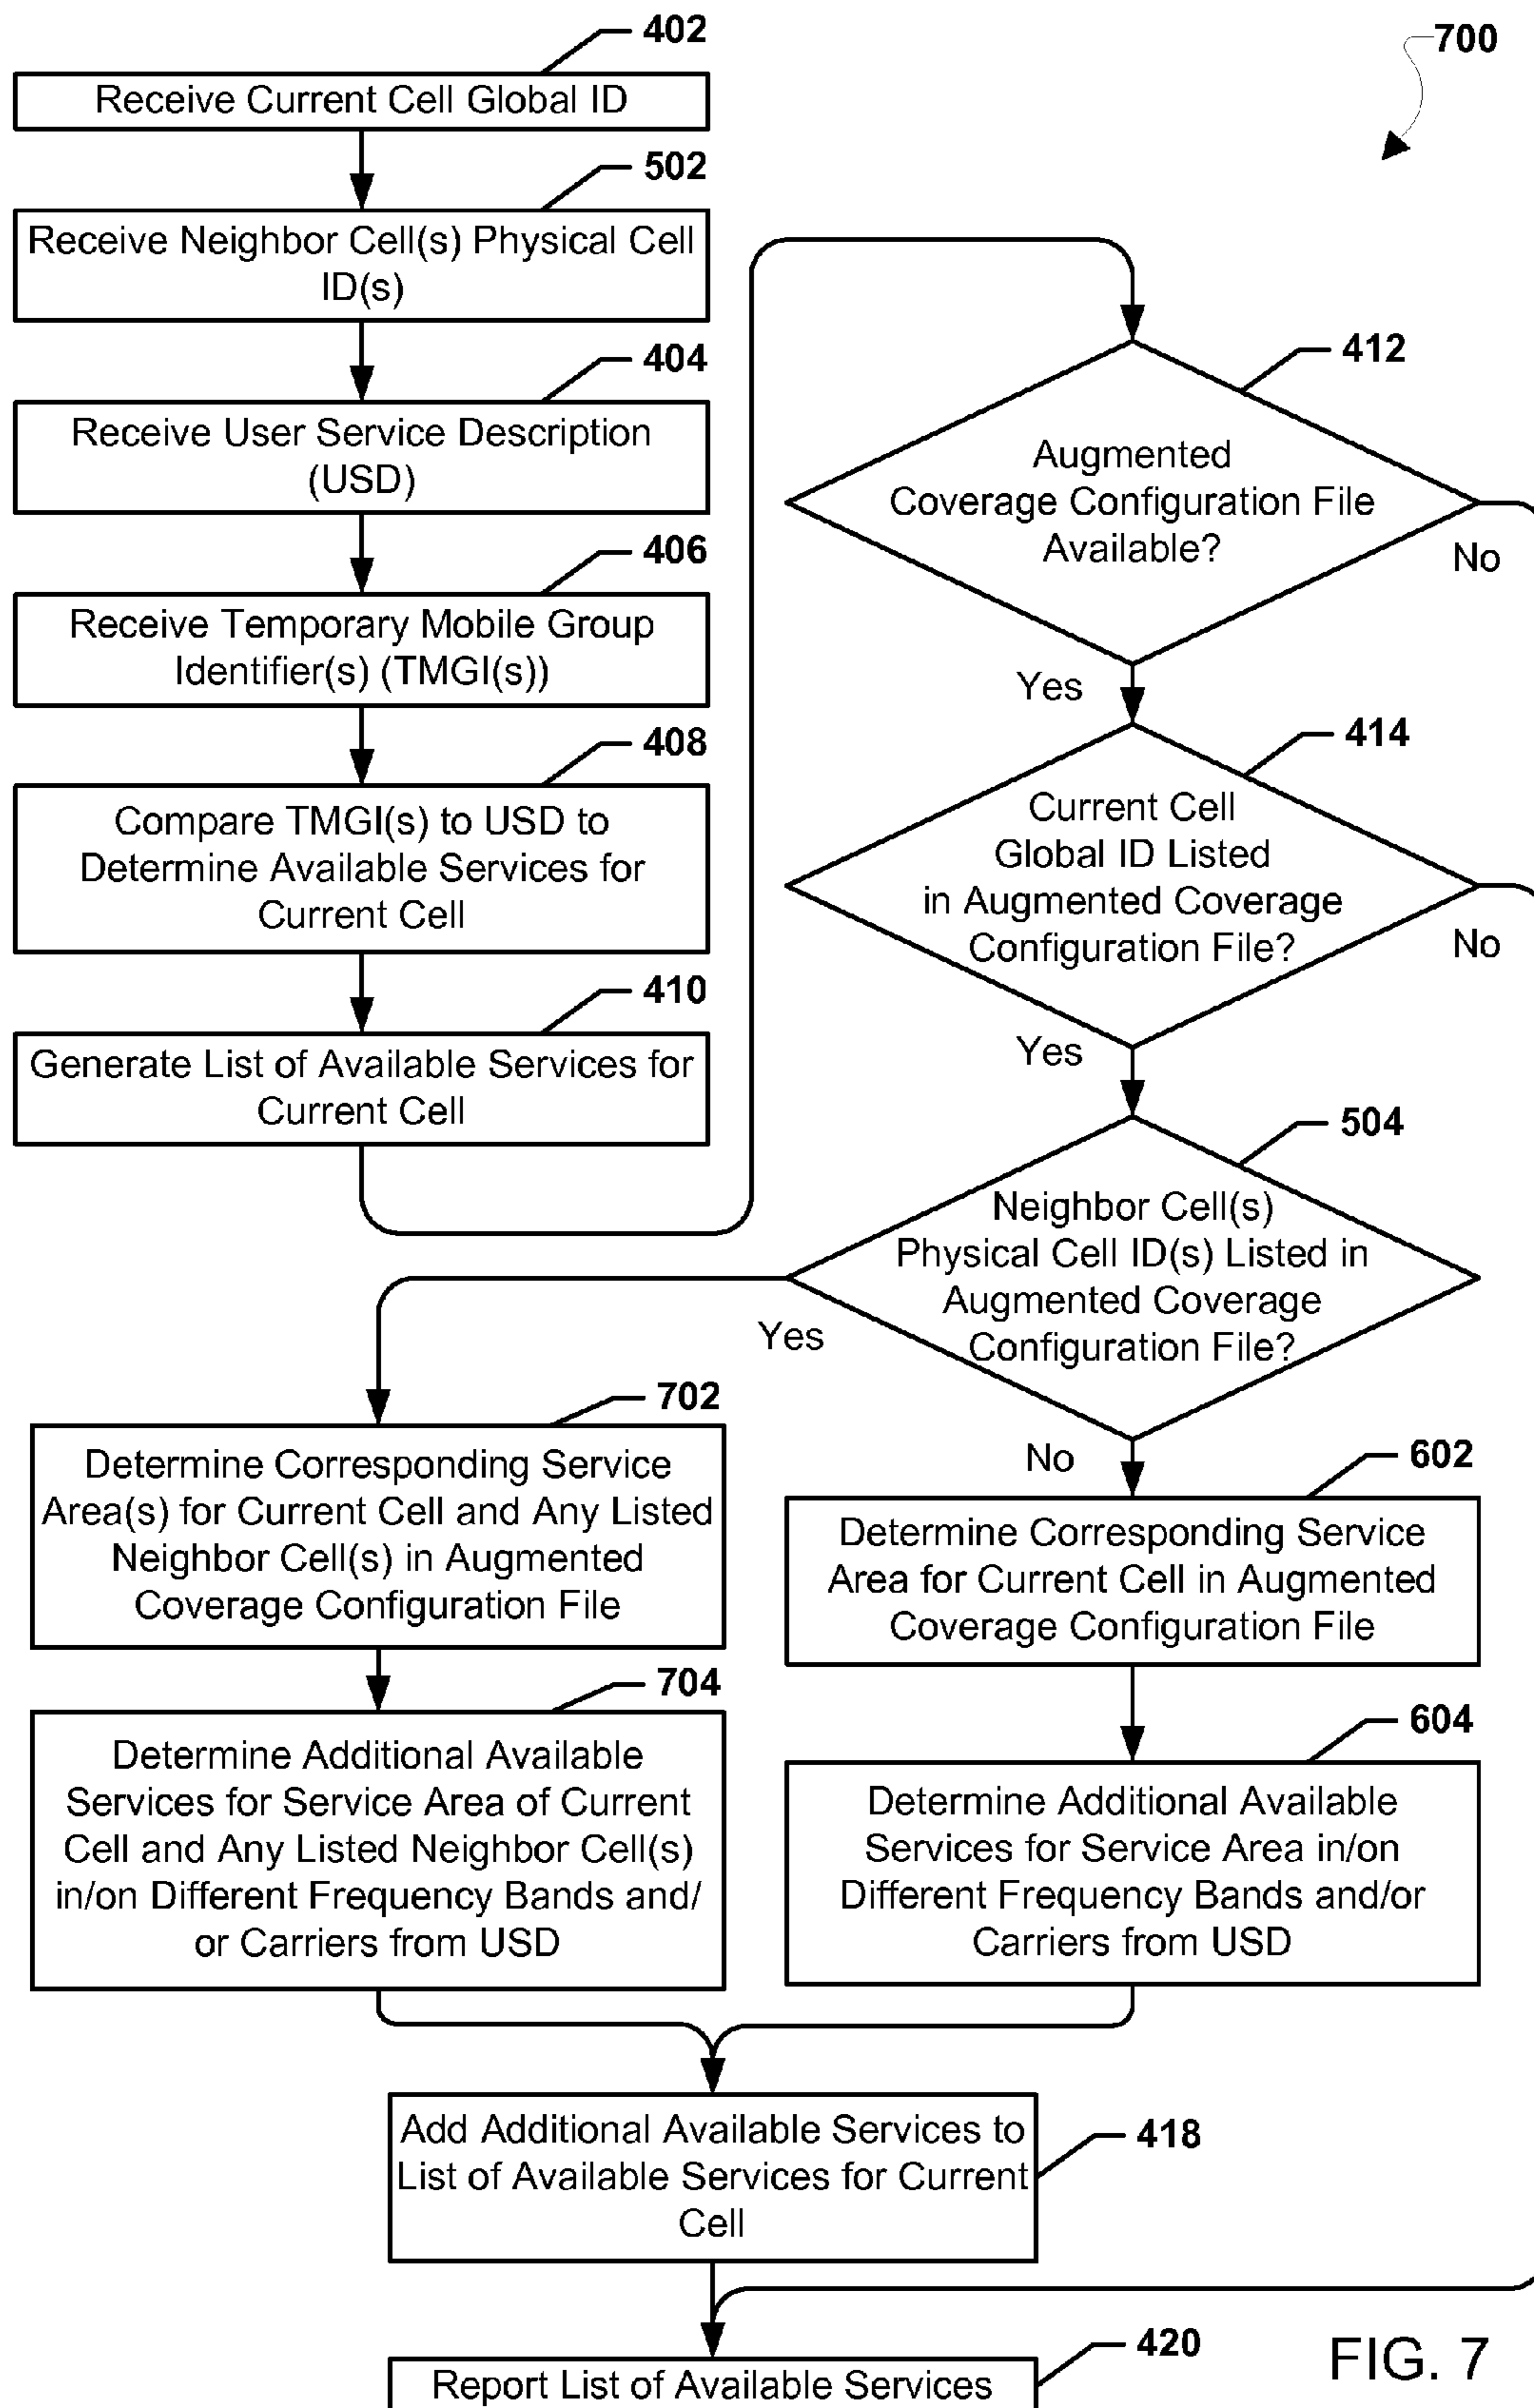 402
700
Receive Current Cell Global ID
502
Receive Neighbor Cell(s) Physical Cell
ID(s)
404
Receive User Service Description
(USD)
406
Receive Temporary Mobile Group
Identifier(s) (TMGI(s))
408
Compare TMGI(s) to USD to
Determine Available Services for
Current Cell
410
Generate List of Available Services for
Current Cell
412
Augmented
Coverage Configuration File
Available?
No
Yes
414
Current Cell
Global ID Listed
in Augmented Coverage
Configuration File?
No
Yes
504
Neighbor Cell(s)
Physical Cell ID(s) Listed in
Augmented Coverage
Configuration File?
Yes
No
702
Determine Corresponding Service
Area(s) for Current Cell and Any Listed
Neighbor Cell(s) in Augmented
Coverage Configuration File
602
Determine Corresponding Service
Area for Current Cell in Augmented
Coverage Configuration File
704
Determine Additional Available
Services for Service Area of Current
Cell and Any Listed Neighbor Cell(s)
in/on Different Frequency Bands and/
or Carriers from USD
604
Determine Additional Available
Services for Service Area in/on
Different Frequency Bands and/or
Carriers from USD
418
Add Additional Available Services to
List of Available Services for Current
Cell
420
Report List of Available Services
FIG. 7